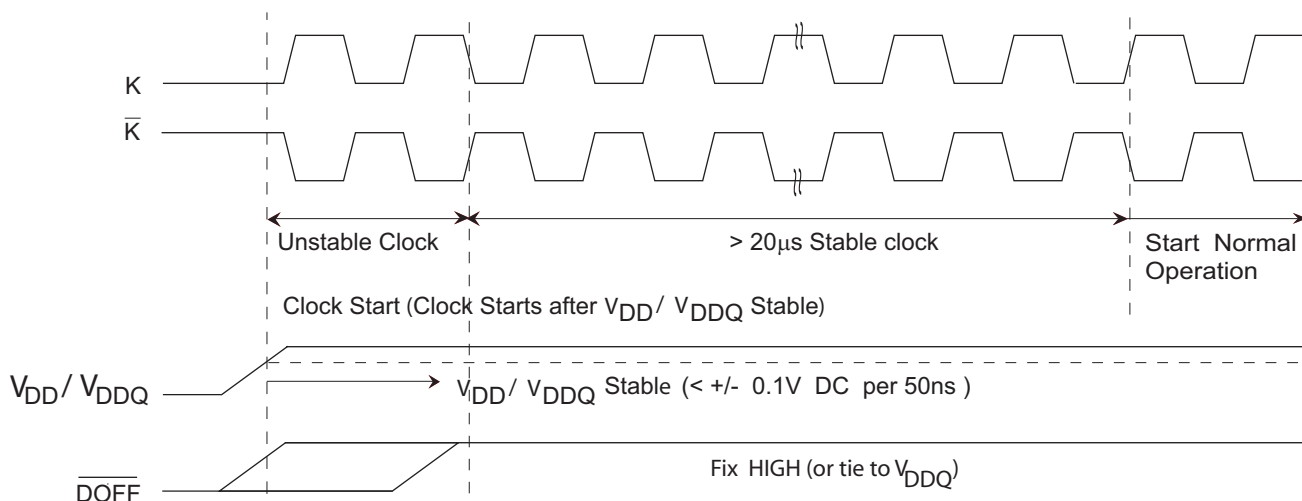 K
K̅
Unstable Clock
> 20μs Stable clock
Start Normal
Operation
Clock Start (Clock Starts after VDD / VDDQ Stable)
VDD / VDDQ
VDD / VDDQ Stable (< +/- 0.1V DC per 50ns )
Fix HIGH (or tie to VDDQ)
DOFF